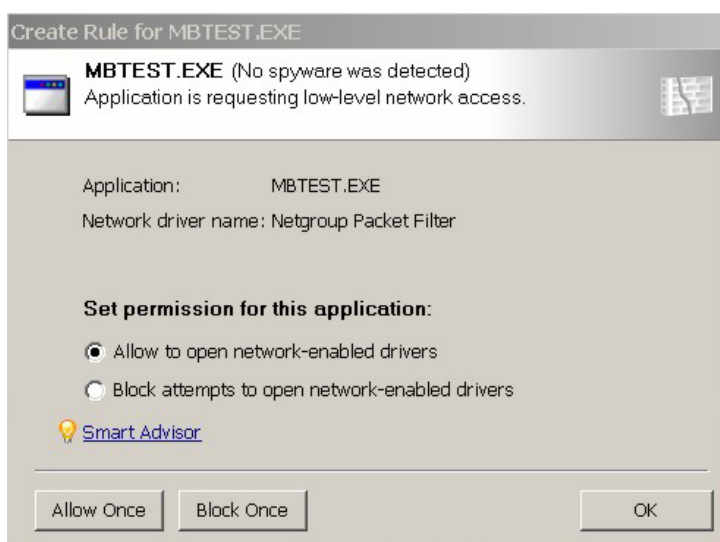 Create Rule for MBTEST.EXE
MBTEST.EXE (No spyware was detected)
Application is requesting low-level network access.
Application: MBTEST.EXE
Network driver name: Netgroup Packet Filter
Set permission for this application:
Allow to open network-enabled drivers
Block attempts to open network-enabled drivers
Smart Advisor
Allow Once Block Once OK